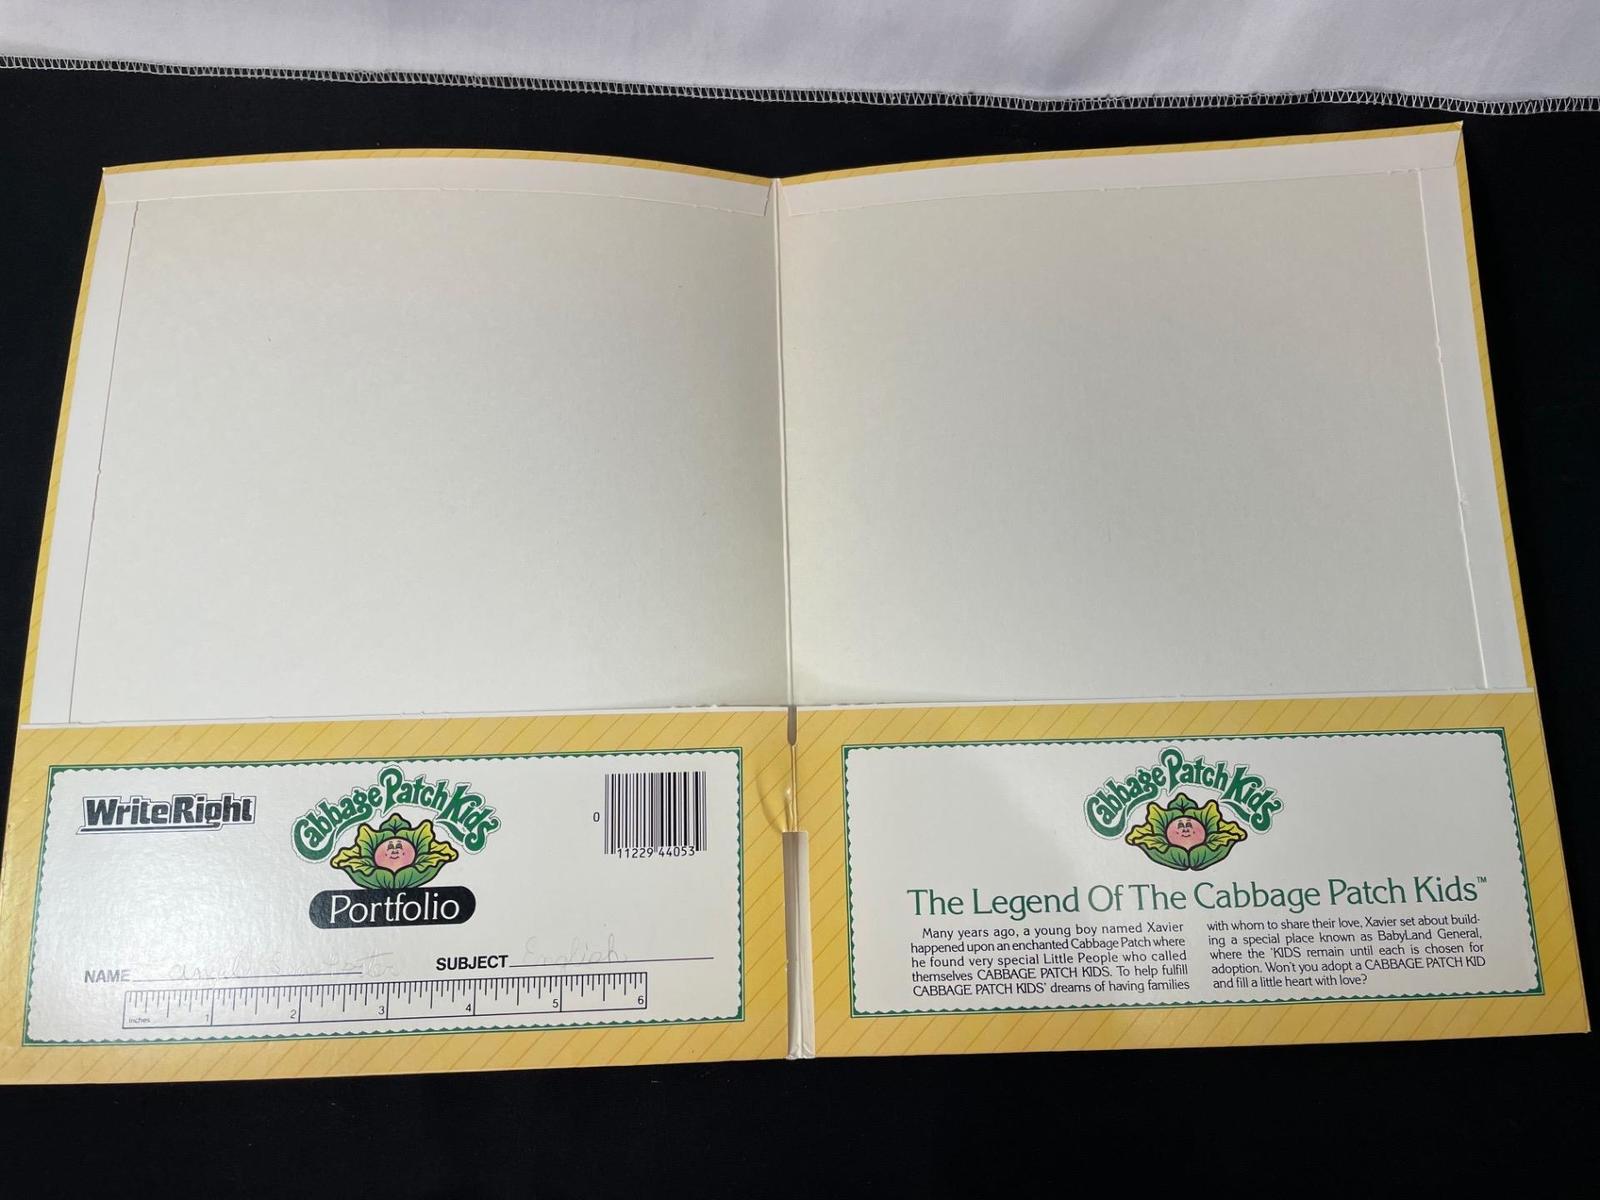 WriteRight
Cabbage Patch Kids
Portfolio
0
11229 44053
NAME
SUBJECT English
inches 1 2 3 4 5 6
Cabbage Patch Kids
The Legend Of The Cabbage Patch Kids™
Many years ago, a young boy named Xavier
happened upon an enchanted Cabbage Patch where
he found very special Little People who called
themselves CABBAGE PATCH KIDS. To help fulfill
CABBAGE PATCH KIDS' dreams of having families
with whom to share their love, Xavier set about build-
ing a special place known as BabyLand General,
where the 'KIDS remain until each is chosen for
adoption. Won't you adopt a CABBAGE PATCH KID
and fill a little heart with love?